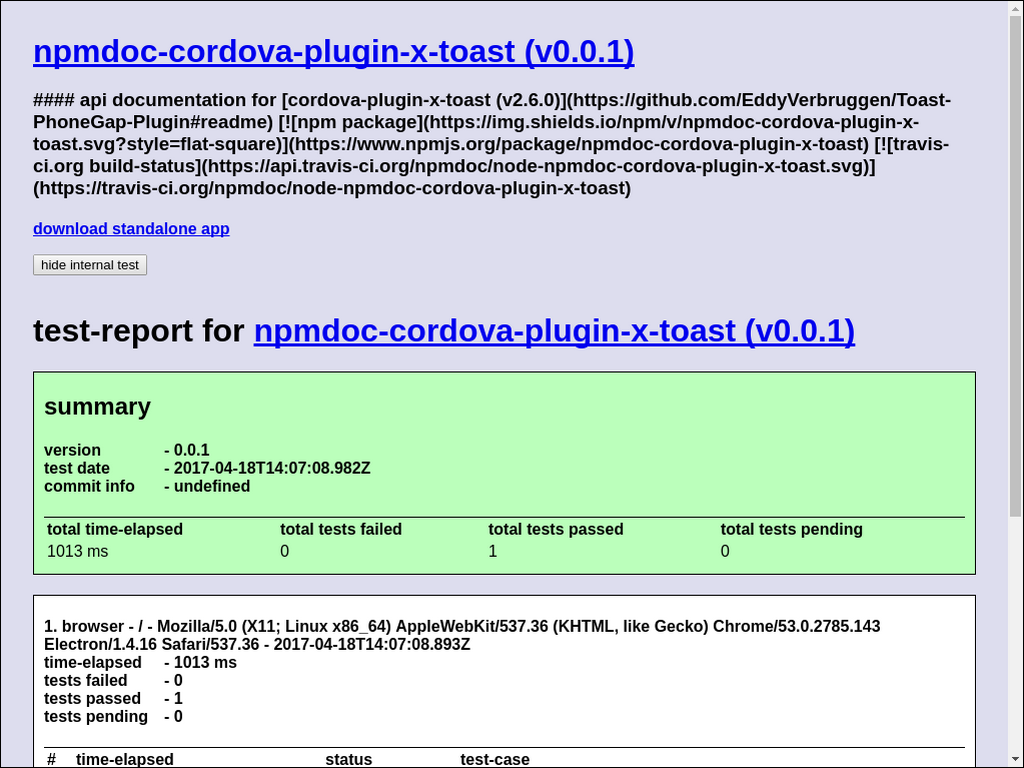 npmdoc-cordova-plugin-x-toast (v0.0.1)
#### api documentation for [cordova-plugin-x-toast (v2.6.0)](https://github.com/EddyVerbruggen/Toast-
PhoneGap-Plugin#readme) [![npm package](https://img.shields.io/npm/v/npmdoc-cordova-plugin-x-
toast.svg?style=flat-square)](https://www.npmjs.org/package/npmdoc-cordova-plugin-x-toast) [![travis-
ci.org build-status](https://api.travis-ci.org/npmdoc/node-npmdoc-cordova-plugin-x-toast.svg)]
(https://travis-ci.org/npmdoc/node-npmdoc-cordova-plugin-x-toast)
download standalone app
hide internal test
test-report for npmdoc-cordova-plugin-x-toast (v0.0.1)
summary
version - 0.0.1
test date - 2017-04-18T14:07:08.982Z
commit info - undefined
total time-elapsed total tests failed total tests passed total tests pending
1013 ms 0 1 0
1. browser - / - Mozilla/5.0 (X11; Linux x86_64) AppleWebKit/537.36 (KHTML, like Gecko) Chrome/53.0.2785.143
Electron/1.4.16 Safari/537.36 - 2017-04-18T14:07:08.893Z
time-elapsed - 1013 ms
tests failed - 0
tests passed - 1
tests pending - 0
# time-elapsed status test-case